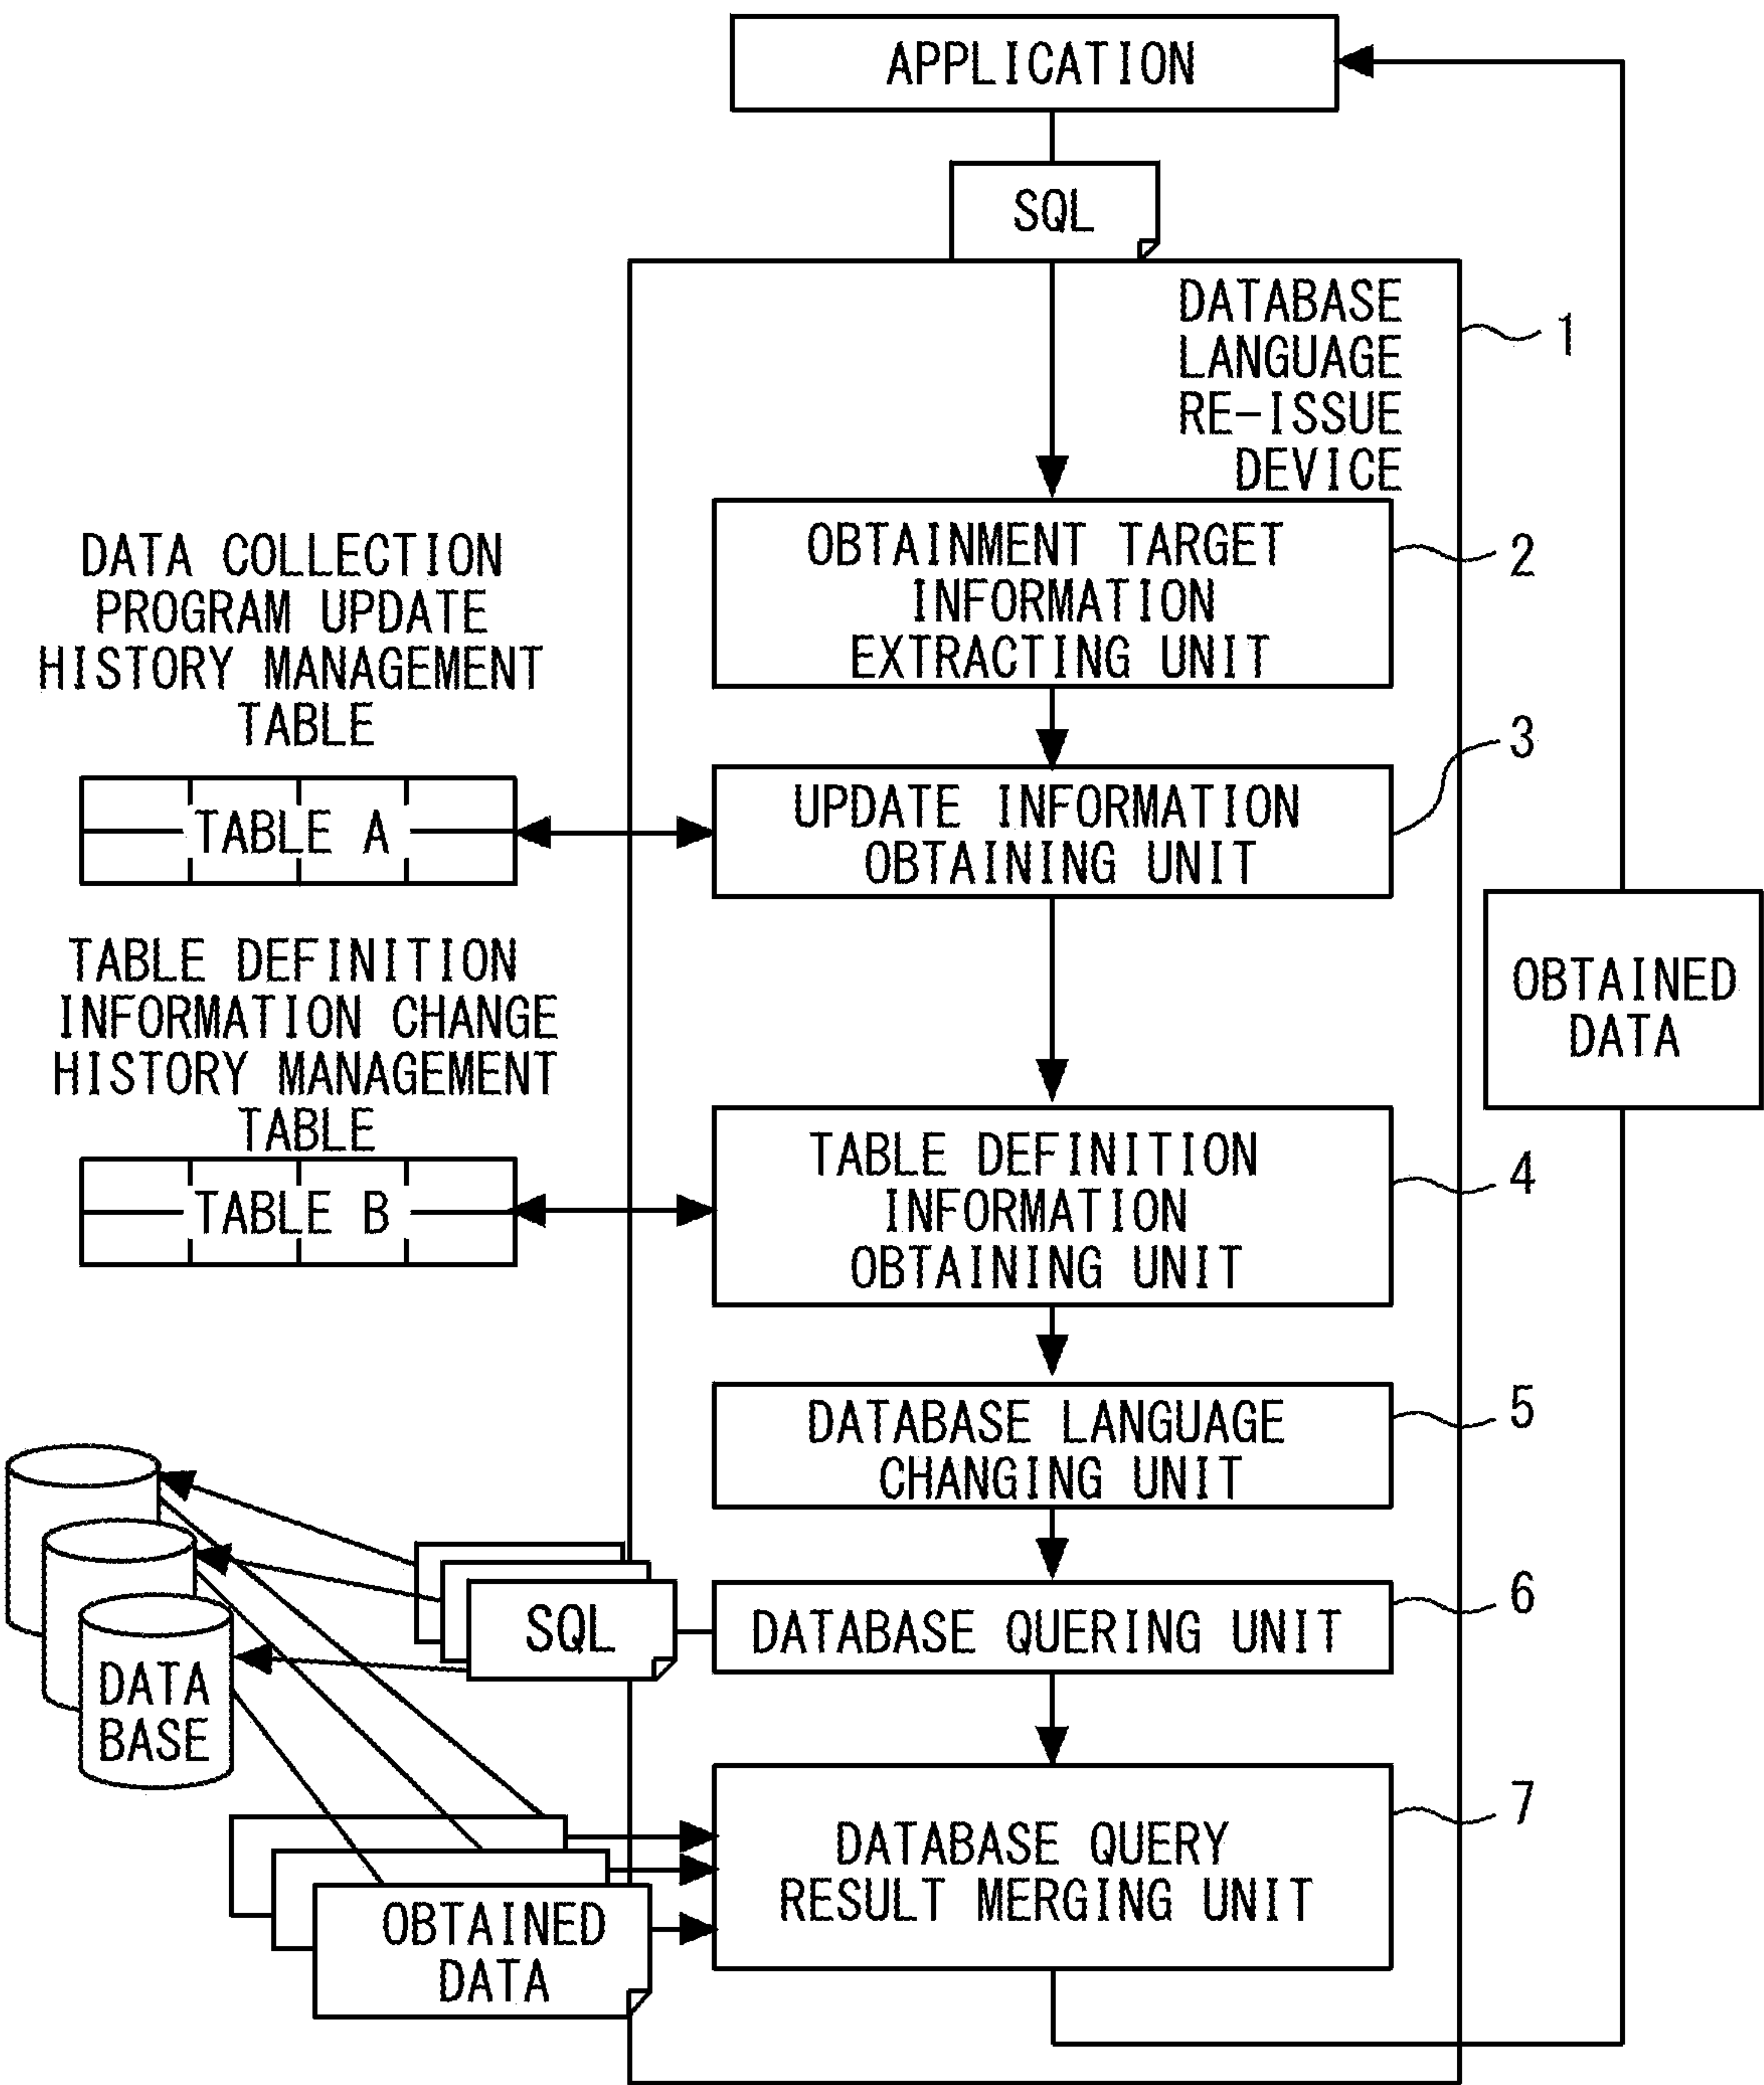 APPLICATION
SQL
DATABASE
LANGUAGE
RE-ISSUE
DEVICE
1
OBTAINMENT TARGET
INFORMATION
EXTRACTING UNIT
2
DATA COLLECTION
PROGRAM UPDATE
HISTORY MANAGEMENT
TABLE
TABLE A
UPDATE INFORMATION
OBTAINING UNIT
3
TABLE DEFINITION
INFORMATION CHANGE
HISTORY MANAGEMENT
TABLE
TABLE B
TABLE DEFINITION
INFORMATION
OBTAINING UNIT
4
OBTAINED
DATA
DATABASE LANGUAGE
CHANGING UNIT
5
SQL
DATABASE QUERING UNIT
6
DATA
BASE
DATABASE QUERY
RESULT MERGING UNIT
7
OBTAINED
DATA